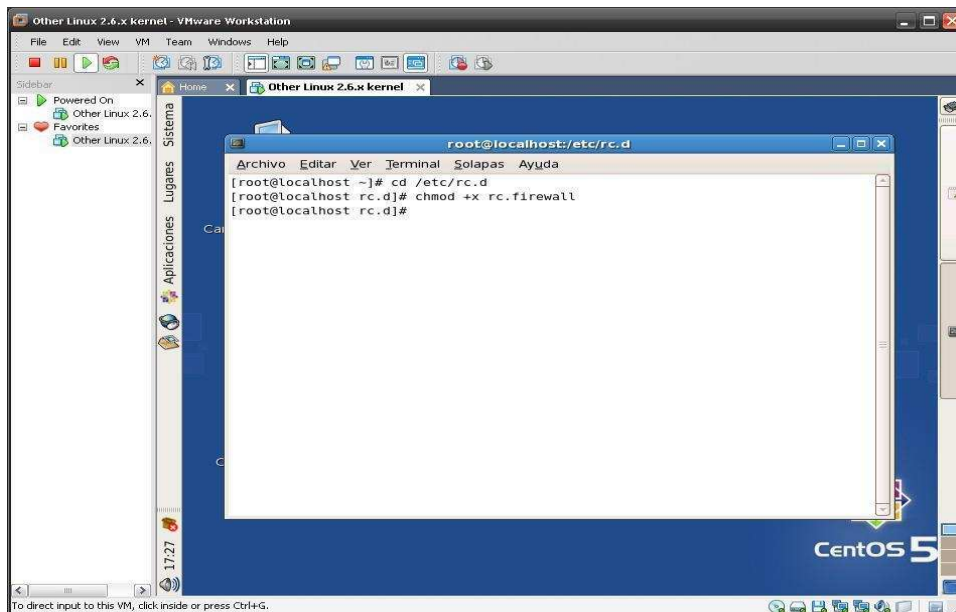 Other Linux 2.6.x kernel - VMware Workstation
File Edit View VM Team Windows Help
Sidebar
Powered On
Other Linux 2.6.
Favorites
Other Linux 2.6.
Home
Other Linux 2.6.x kernel
Sistema
Lugares
Aplicaciones
17:27
root@localhost:/etc/rc.d
Archivo Editar Ver Terminal Solapas Ayuda
[root@localhost ~]# cd /etc/rc.d
[root@localhost rc.d]# chmod +x rc.firewall
[root@localhost rc.d]#
CentOS 5
To direct input to this VM, click inside or press Ctrl+G.